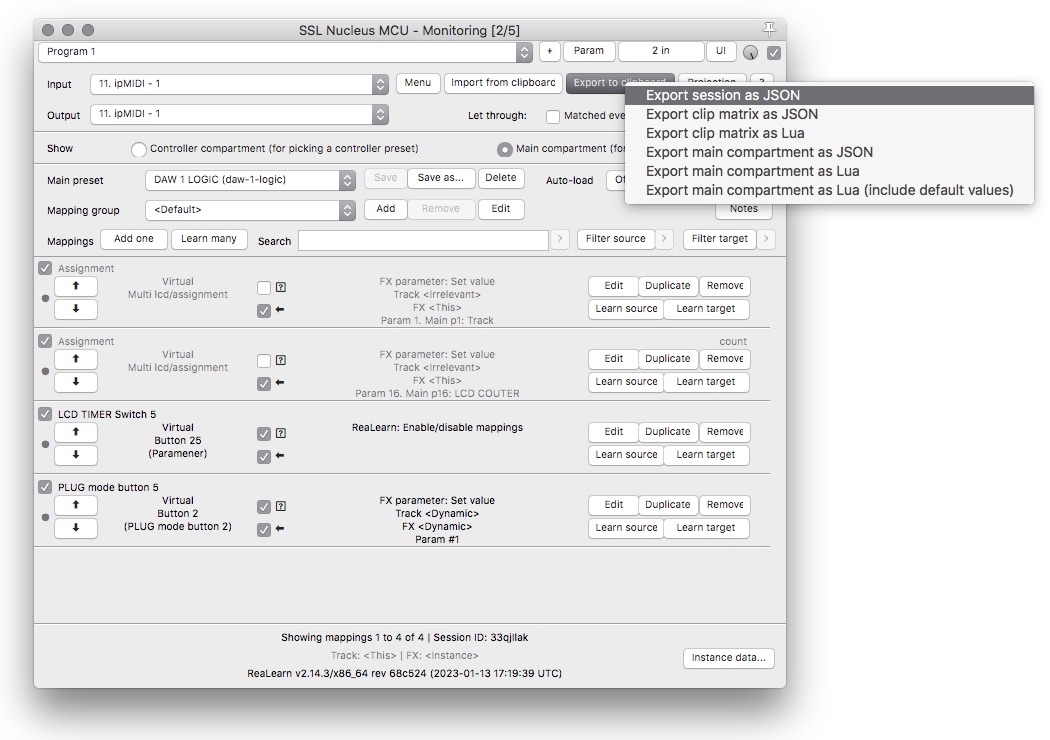 SSL Nucleus MCU - Monitoring [2/5]
Program 1
+ Param 2 in UI
Input 11. ipMIDI - 1 Menu Import from clipboard Export to clipboard Projection ?
Output 11. ipMIDI - 1 Let through: Matched eve
Export session as JSON
Export clip matrix as JSON
Export clip matrix as Lua
Export main compartment as JSON
Export main compartment as Lua
Export main compartment as Lua (include default values)
Show Controller compartment (for picking a controller preset) Main compartment (for
Main preset DAW 1 LOGIC (daw-1-logic) Save Save as... Delete Auto-load
Mapping group <Default> Add Remove Edit Notes
Mappings Add one Learn many Search Filter source > Filter target >
Assignment
Virtual
Multi lcd/assignment
?
FX parameter: Set value
Track <Irrelevant>
FX <This>
Param 1. Main p1: Track
Edit Duplicate Remove
Learn source Learn target
Assignment
count
Virtual
Multi lcd/assignment
?
FX parameter: Set value
Track <Irrelevant>
FX <This>
Param 16. Main p16: LCD COUTER
Edit Duplicate Remove
Learn source Learn target
LCD TIMER Switch 5
Virtual
Button 25
(Paramener)
?
ReaLearn: Enable/disable mappings
Edit Duplicate Remove
Learn source Learn target
PLUG mode button 5
Virtual
Button 2
(PLUG mode button 2)
?
FX parameter: Set value
Track <Dynamic>
FX <Dynamic>
Param #1
Edit Duplicate Remove
Learn source Learn target
Showing mappings 1 to 4 of 4 | Session ID: 33qjIlak
Track: <This> | FX: <Instance>
Instance data...
ReaLearn v2.14.3/x86_64 rev 68c524 (2023-01-13 17:19:39 UTC)